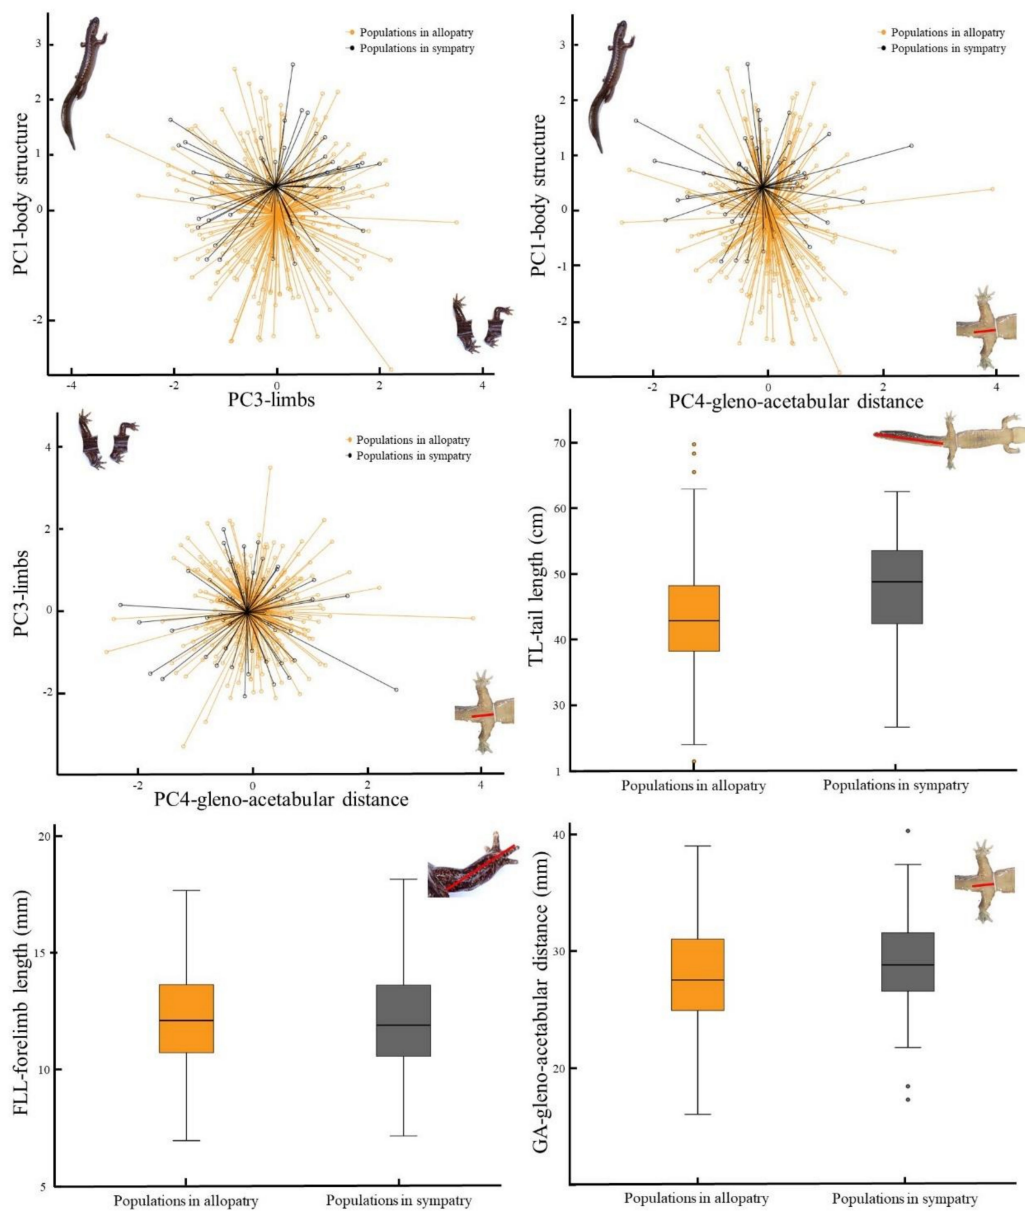 Populations in allopatry
Populations in sympatry
3
2
1
0
-2
PC1-body structure
-4
-2
0
2
4
PC3-limbs
Populations in allopatry
Populations in sympatry
3
2
1
0
-1
-2
PC1-body structure
-2
0
2
4
PC4-gleno-acetabular distance
Populations in allopatry
Populations in sympatry
4
2
0
-2
PC3-limbs
-2
0
2
4
PC4-gleno-acetabular distance
70
60
50
40
30
1
TL-tail length (cm)
Populations in allopatry
Populations in sympatry
20
15
10
5
FLL-forelimb length (mm)
Populations in allopatry
Populations in sympatry
40
30
20
GA-gleno-acetabular distance (mm)
Populations in allopatry
Populations in sympatry